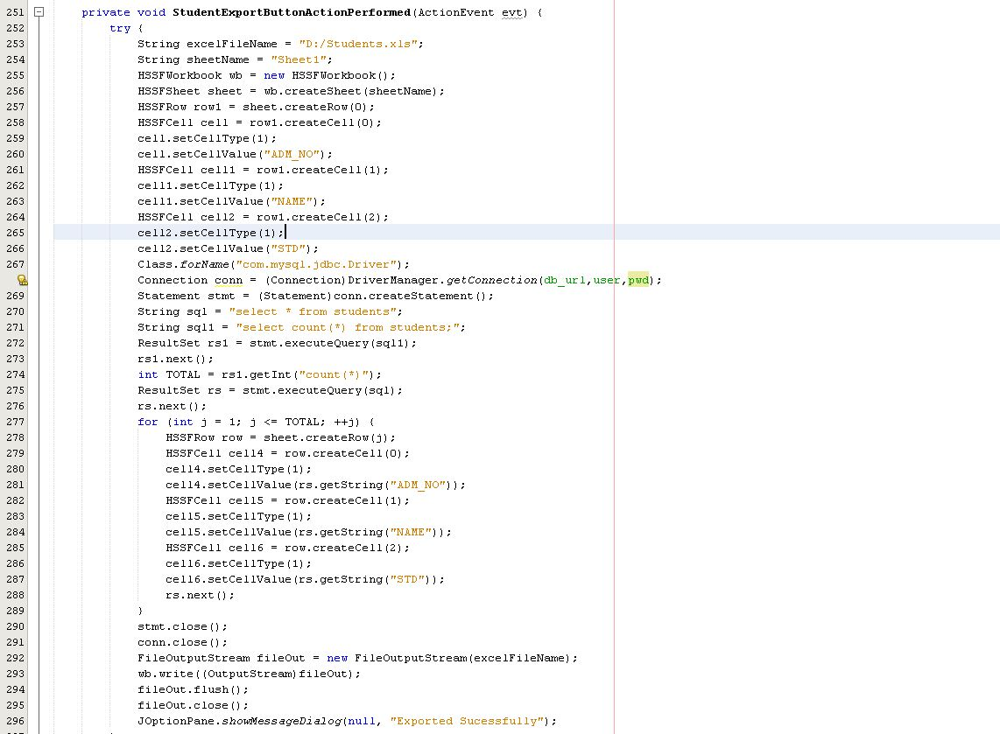 251 private void StudentExportButtonActionPerformed(ActionEvent evt) {
252 try {
253 String excelFileName = "D:/Students.xls";
254 String sheetName = "Sheet1";
255 HSSFWorkbook wb = new HSSFWorkbook();
256 HSSFSheet sheet = wb.createSheet(sheetName);
257 HSSFRow row1 = sheet.createRow(0);
258 HSSFCell cell = row1.createCell(0);
259 cell.setCellType(1);
260 cell.setCellValue("ADM_NO");
261 HSSFCell cell1 = row1.createCell(1);
262 cell1.setCellType(1);
263 cell1.setCellValue("NAME");
264 HSSFCell cell2 = row1.createCell(2);
265 cell2.setCellType(1);
266 cell2.setCellValue("STD");
267 Class.forName("com.mysql.jdbc.Driver");
Connection conn = (Connection)DriverManager.getConnection(db_url,user,pwd);
269 Statement stmt = (Statement)conn.createStatement();
270 String sql = "select * from students";
271 String sql1 = "select count(*) from students;";
272 ResultSet rs1 = stmt.executeQuery(sql1);
273 rs1.next();
274 int TOTAL = rs1.getInt("count(*)");
275 ResultSet rs = stmt.executeQuery(sql);
276 rs.next();
277 for (int j = 1; j <= TOTAL; ++j) {
278 HSSFRow row = sheet.createRow(j);
279 HSSFCell cell4 = row.createCell(0);
280 cell4.setCellType(1);
281 cell4.setCellValue(rs.getString("ADM_NO"));
282 HSSFCell cell5 = row.createCell(1);
283 cell5.setCellType(1);
284 cell5.setCellValue(rs.getString("NAME"));
285 HSSFCell cell6 = row.createCell(2);
286 cell6.setCellType(1);
287 cell6.setCellValue(rs.getString("STD"));
288 rs.next();
289 }
290 stmt.close();
291 conn.close();
292 FileOutputStream fileOut = new FileOutputStream(excelFileName);
293 wb.write((OutputStream)fileOut);
294 fileOut.flush();
295 fileOut.close();
296 JOptionPane.showMessageDialog(null, "Exported Sucessfully");